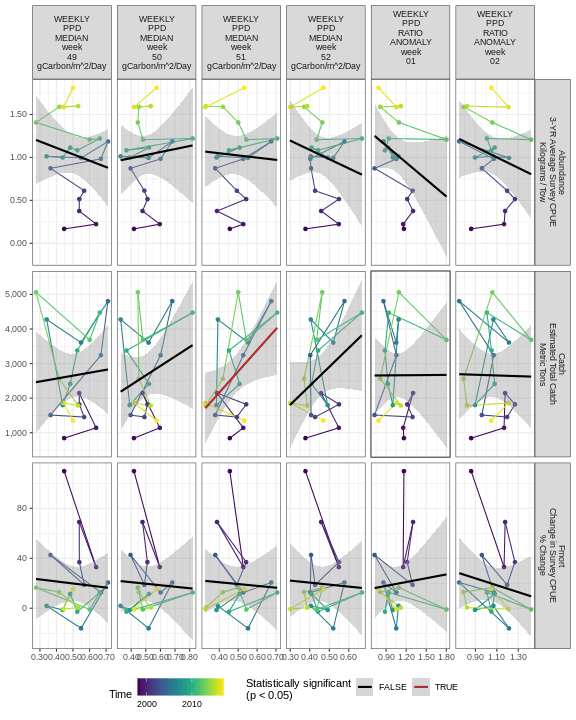 WEEKLY
PPD
MEDIAN
week
49
gCarbon/m^2/Day
WEEKLY
PPD
MEDIAN
week
50
gCarbon/m^2/Day
WEEKLY
PPD
MEDIAN
week
51
gCarbon/m^2/Day
WEEKLY
PPD
MEDIAN
week
52
gCarbon/m^2/Day
WEEKLY
PPD
RATIO
ANOMALY
week
01
WEEKLY
PPD
RATIO
ANOMALY
week
02
1.50
1.00
0.50
0.00
Abundance
3-YR Average Survey CPUE
Kilograms / Tow
5,000
4,000
3,000
2,000
1,000
Catch
Estimated Total Catch
Metric Tons
80
40
0
Fmort
Change in Survey CPUE
% Change
0.30 0.40 0.50 0.60 0.70
0.40 0.50 0.60 0.70 0.80
0.40 0.50 0.60 0.70
0.30 0.40 0.50 0.60
0.90 1.20 1.50 1.80
0.90 1.10 1.30
Time
2000 2010
Statistically significant
(p < 0.05)
FALSE
TRUE